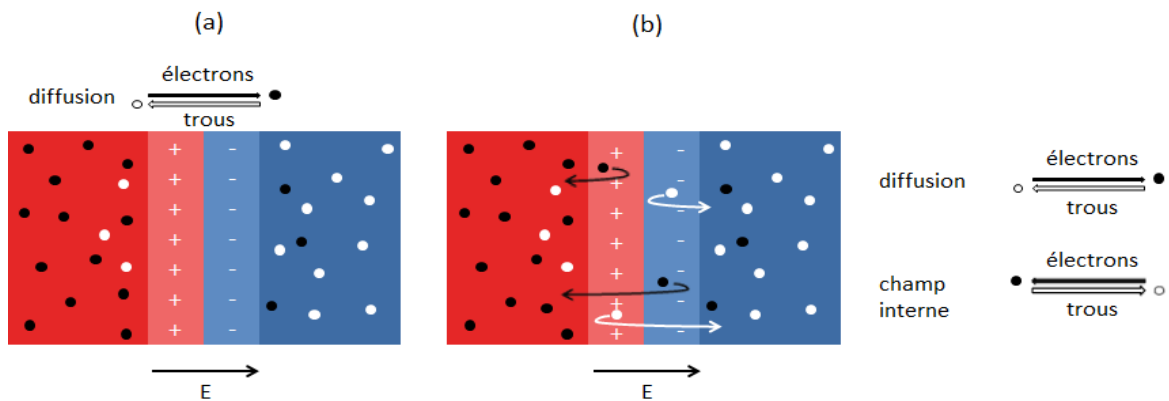 (a)
électrons
diffusion
trous
+ -
+ -
+ -
+ -
+ -
+ -
+ -
E
(b)
+ -
+ -
+ -
+ -
+ -
+ -
+ -
E
électrons
diffusion
trous
électrons
champ
interne
trous